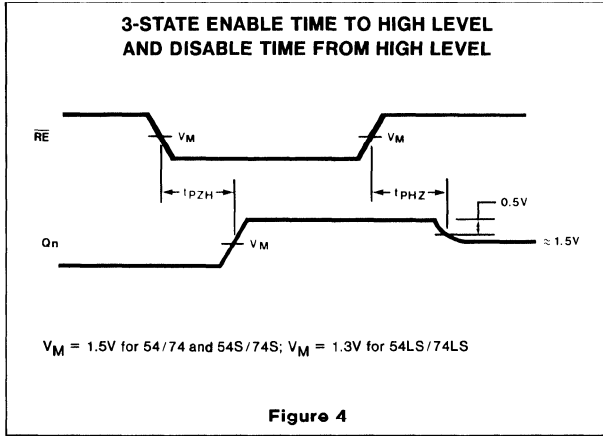 3-STATE ENABLE TIME TO HIGH LEVEL
AND DISABLE TIME FROM HIGH LEVEL
RE
VM
VM
tPZH
tPHZ
0.5V
Qn
VM
≈ 1.5V
VM = 1.5V for 54/74 and 54S/74S; VM = 1.3V for 54LS/74LS
Figure 4